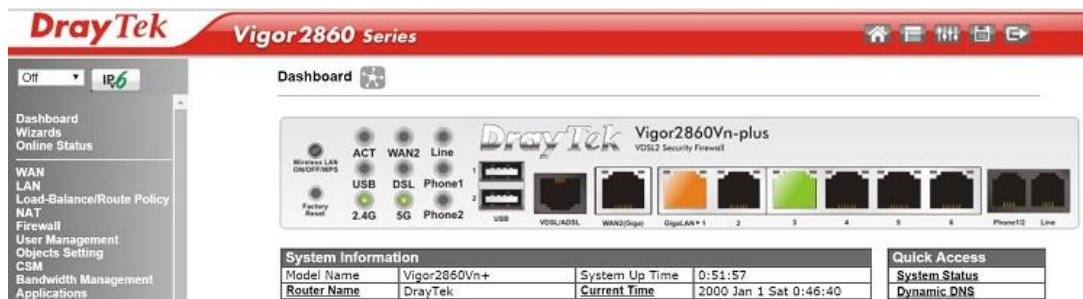 DrayTek
Vigor2860 Series
Off
IPv6
Dashboard
Dashboard
Wizards
Online Status
WAN
LAN
Load-Balance/Route Policy
NAT
Firewall
User Management
Objects Setting
CSM
Bandwidth Management
Applications
DrayTek
Vigor2860Vn-plus
VDSL2 Security Firewall
Wireless LAN
ON/OFF/WPS
ACT WAN2 Line
USB DSL Phone1
Factory
Reset
2.4G 5G Phone2
1
2
USB
VDSL/ADSL
WAN2(Giga)
GigaLAN 1 2 3 4 5 6
Phone1/2 Line
System Information
Model Name Vigor2860Vn+ System Up Time 0:51:57
Router Name DrayTek Current Time 2000 Jan 1 Sat 0:46:40
Quick Access
System Status
Dynamic DNS